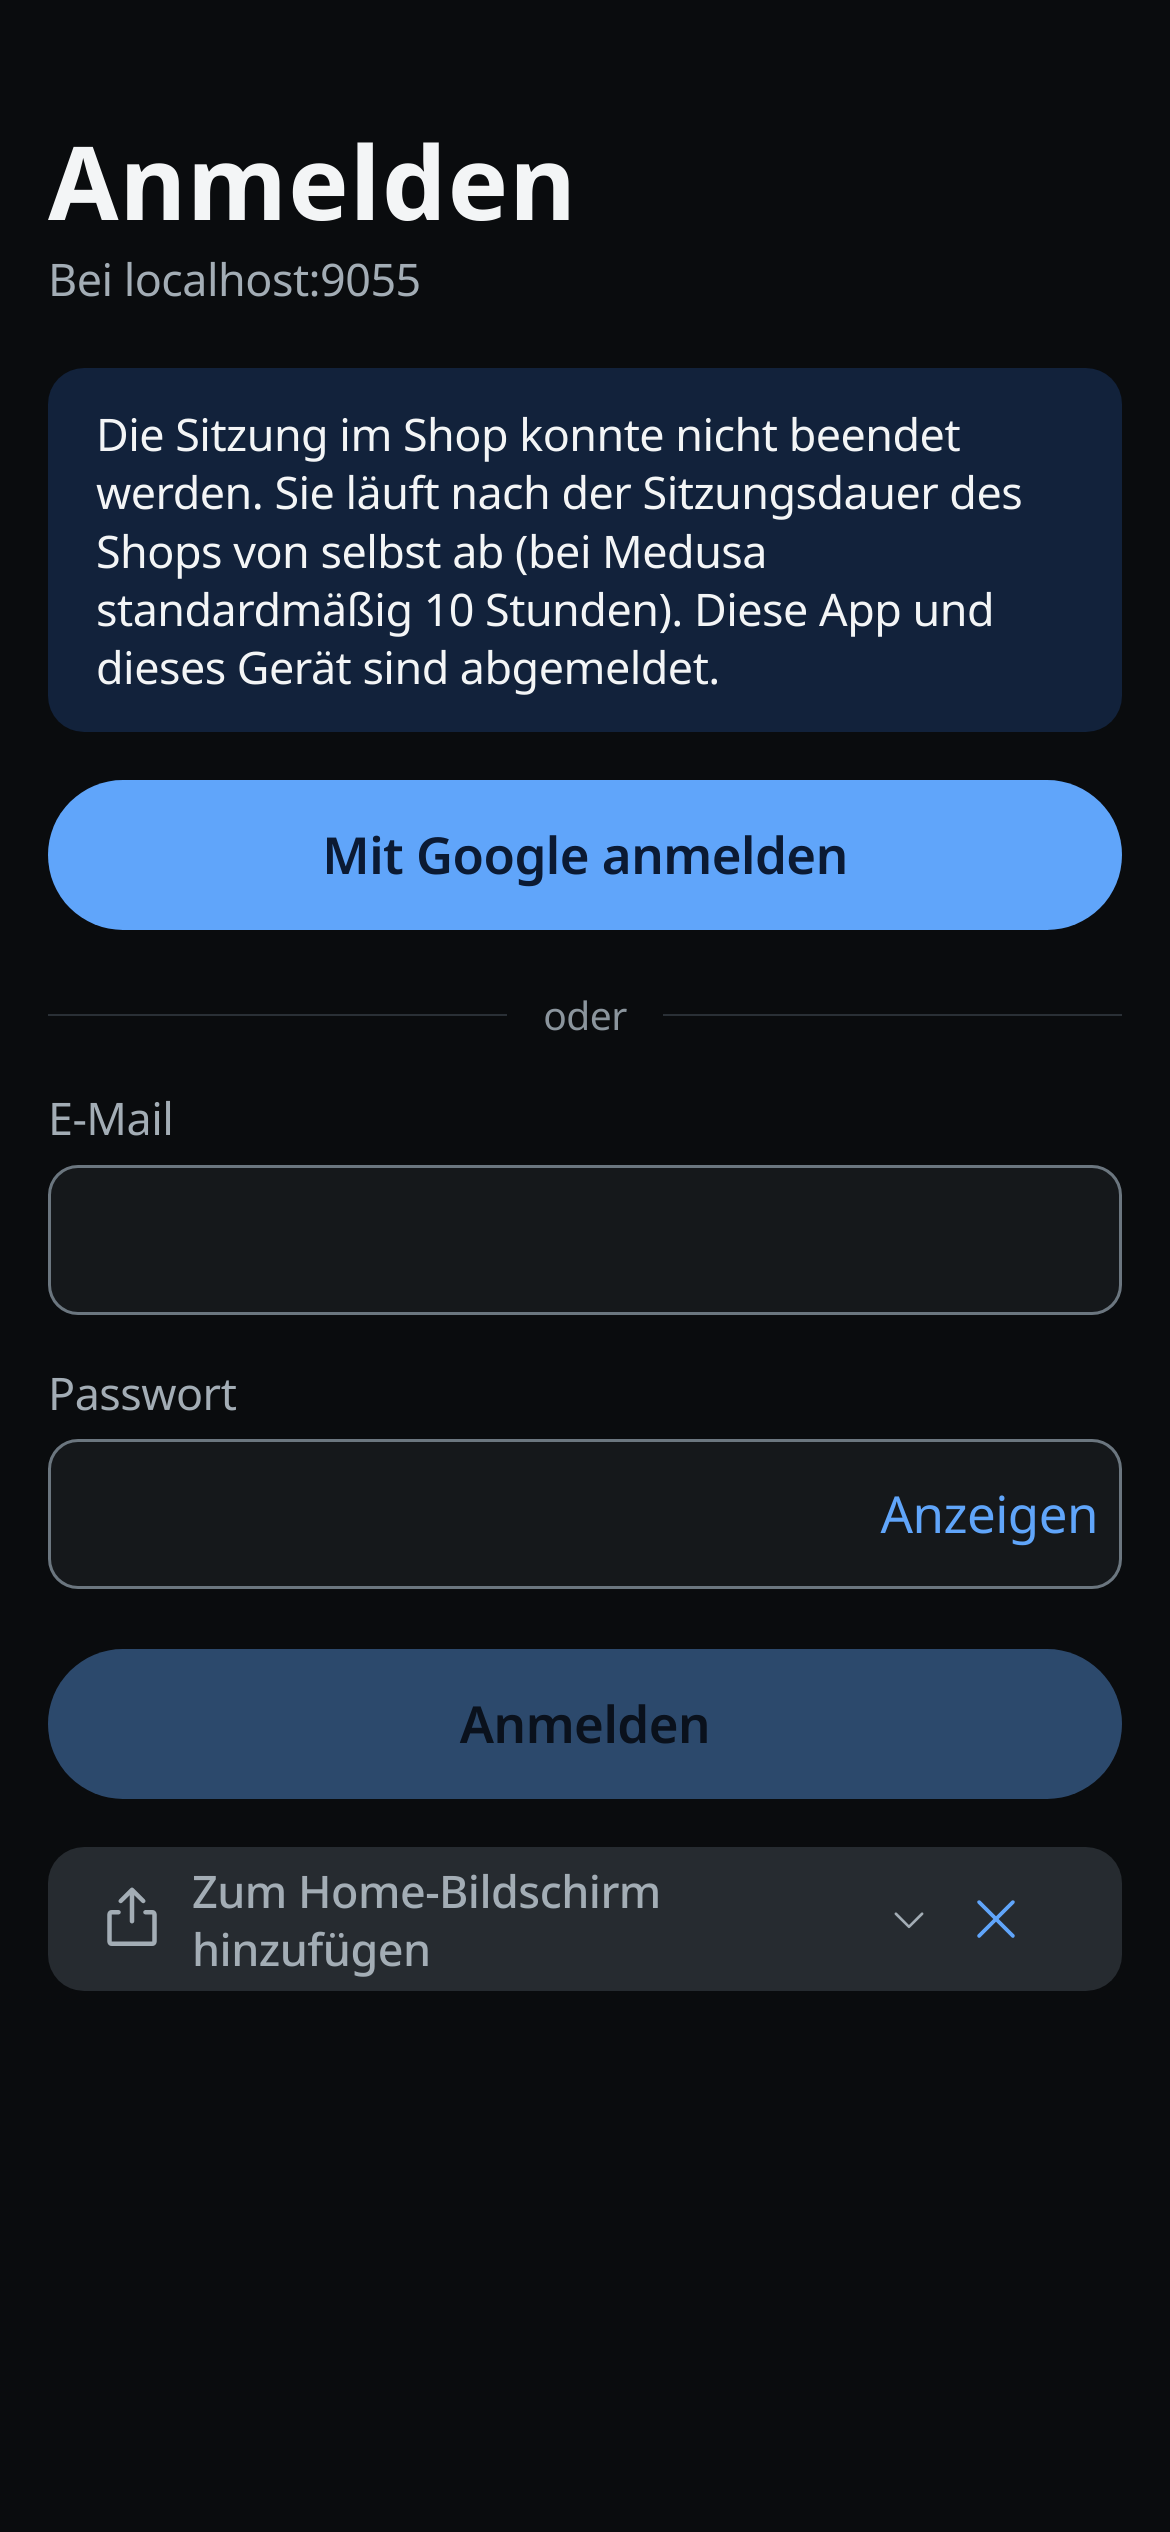 Anmelden
Bei localhost:9055
Die Sitzung im Shop konnte nicht beendet
werden. Sie läuft nach der Sitzungsdauer des
Shops von selbst ab (bei Medusa
standardmäßig 10 Stunden). Diese App und
dieses Gerät sind abgemeldet.
Mit Google anmelden
oder
E-Mail
Passwort
Anzeigen
Anmelden
Zum Home-Bildschirm
hinzufügen